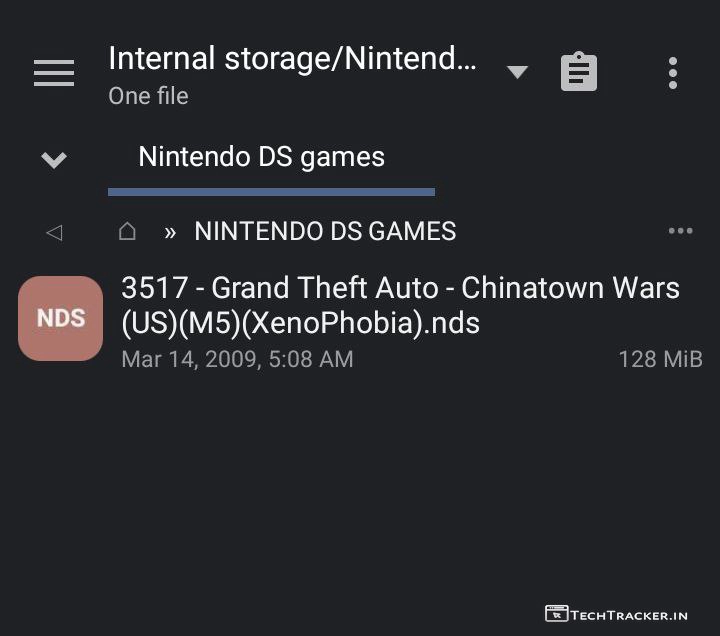 Internal storage/Nintend...
One file
Nintendo DS games
» NINTENDO DS GAMES
NDS
3517 - Grand Theft Auto - Chinatown Wars
(US)(M5)(XenoPhobia).nds
Mar 14, 2009, 5:08 AM
128 MiB
TECHTRACKER.IN